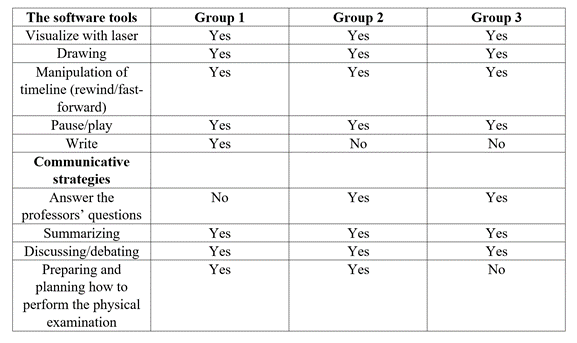 The software tools Group 1 Group 2 Group 3
Visualize with laser Yes Yes Yes
Drawing Yes Yes Yes
Manipulation of Yes Yes Yes
timeline (rewind/fast-
forward)
Pause/play Yes Yes Yes
Write Yes No No
Communicative
strategies
Answer the No Yes Yes
professors’ questions
Summarizing Yes Yes Yes
Discussing/debating Yes Yes Yes
Preparing and Yes Yes No
planning how to
perform the physical
examination